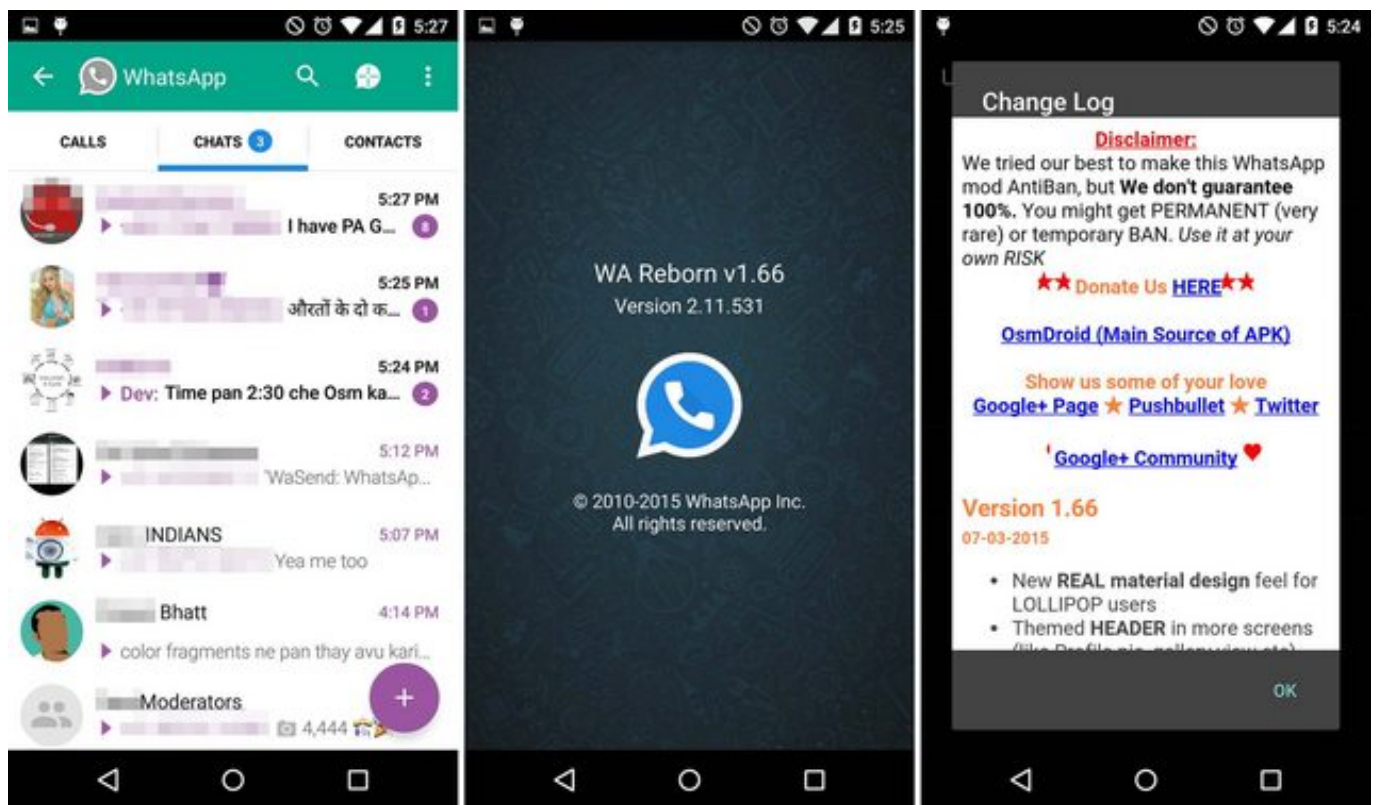 5:27
WhatsApp
CALLS CHATS 3 CONTACTS
5:27 PM
I have PA G... 8
5:25 PM
औरतों के दो क... 1
5:24 PM
Dev: Time pan 2:30 che Osm ka... 2
5:12 PM
"WaSend: WhatsAp...
INDIANS 5:07 PM
Yea me too
Bhatt 4:14 PM
color fragments ne pan thay avu kari...
Moderators
4,444
5:25
WA Reborn v1.66
Version 2.11.531
© 2010-2015 WhatsApp Inc.
All rights reserved.
5:24
Change Log
Disclaimer:
We tried our best to make this WhatsApp
mod AntiBan, but We don't guarantee
100%. You might get PERMANENT (very
rare) or temporary BAN. Use it at your
own RISK
Donate Us HERE
OsmDroid (Main Source of APK)
Show us some of your love
Google+ Page ★ Pushbullet ★ Twitter
Google+ Community
Version 1.66
07-03-2015
• New REAL material design feel for
LOLLIPOP users
• Themed HEADER in more screens
(like Profile pic, gallery view etc)
OK